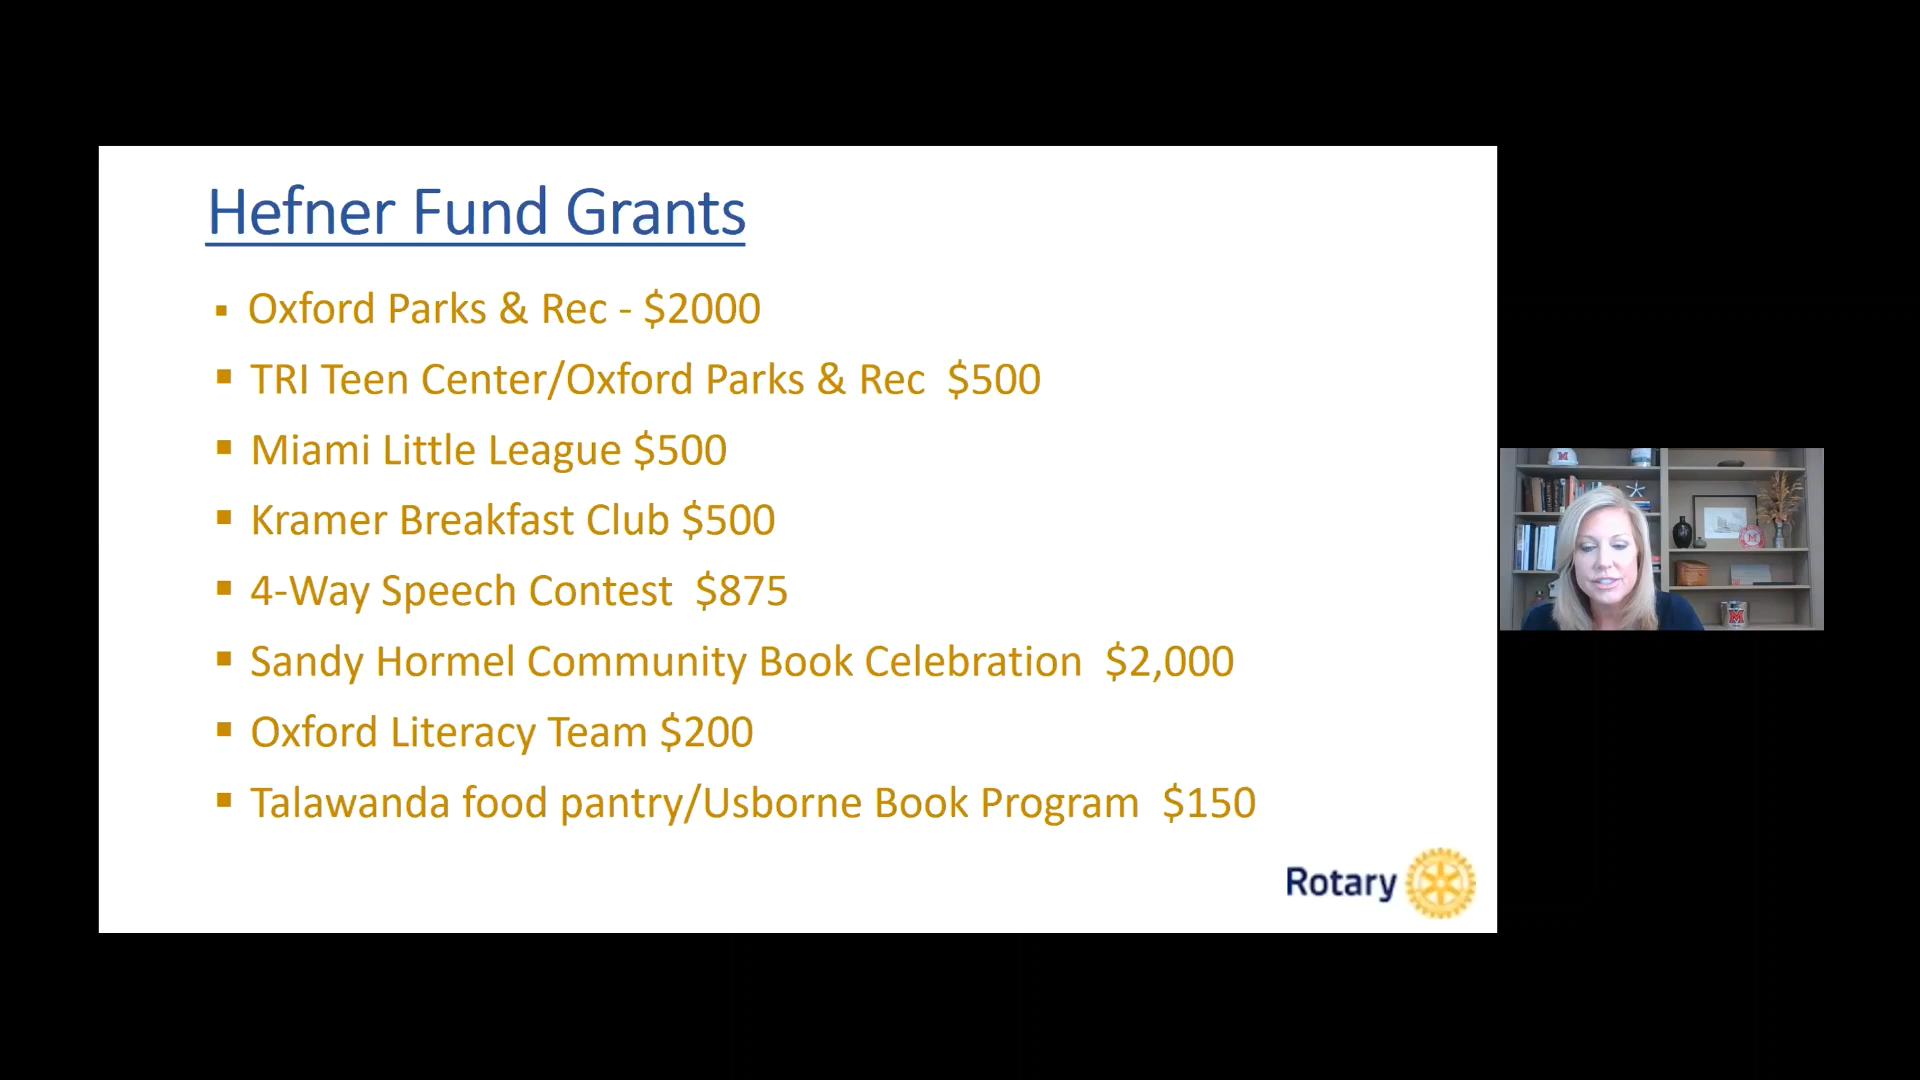 Hefner Fund Grants
▪ Oxford Parks & Rec - $2000
▪ TRI Teen Center/Oxford Parks & Rec  $500
▪ Miami Little League $500
▪ Kramer Breakfast Club $500
▪ 4-Way Speech Contest  $875
▪ Sandy Hormel Community Book Celebration  $2,000
▪ Oxford Literacy Team $200
▪ Talawanda food pantry/Usborne Book Program  $150
Rotary